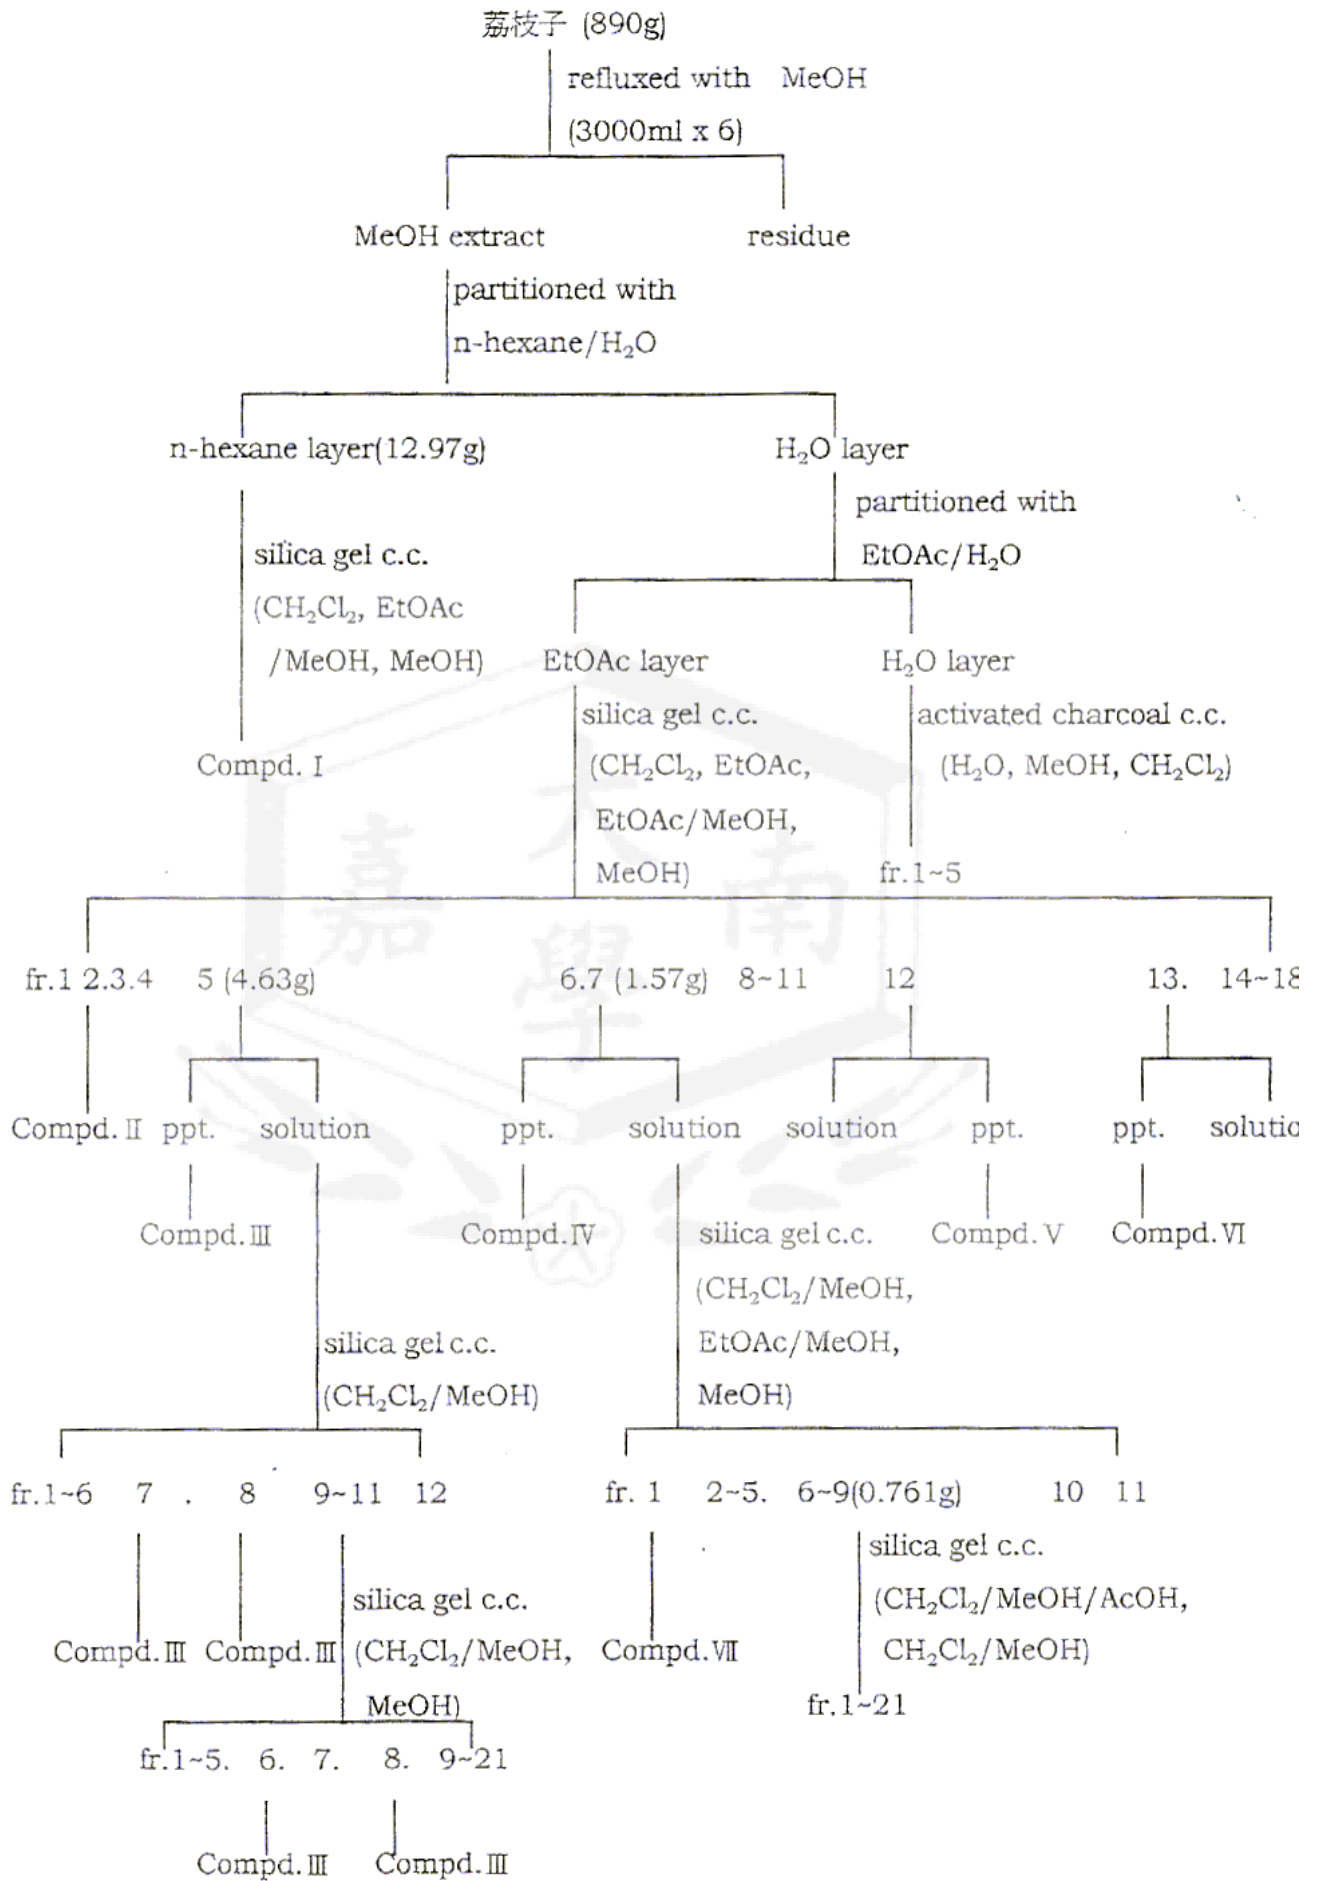 荔枝子 (890g)
refluxed with MeOH
(3000ml x 6)
MeOH extract residue
partitioned with
n-hexane/H₂O
n-hexane layer(12.97g) H₂O layer
partitioned with
EtOAc/H₂O
silica gel c.c.
(CH₂Cl₂, EtOAc
/MeOH, MeOH)
EtOAc layer H₂O layer
silica gel c.c. activated charcoal c.c.
Compd. I (CH₂Cl₂, EtOAc, (H₂O, MeOH, CH₂Cl₂)
EtOAc/MeOH,
MeOH) fr.1~5
fr.1 2.3.4 5 (4.63g) 6.7 (1.57g) 8~11 12 13. 14~18
Compd. Ⅱ ppt. solution ppt. solution solution ppt. ppt. solutio
Compd.Ⅲ Compd.Ⅳ silica gel c.c. Compd.Ⅴ Compd.Ⅵ
(CH₂Cl₂/MeOH,
EtOAc/MeOH,
MeOH)
silica gel c.c.
(CH₂Cl₂/MeOH)
fr.1~6 7 . 8 9~11 12 fr. 1 2~5. 6~9(0.761g) 10 11
silica gel c.c.
(CH₂Cl₂/MeOH/AcOH,
CH₂Cl₂/MeOH)
silica gel c.c.
Compd.Ⅲ Compd.Ⅲ (CH₂Cl₂/MeOH, Compd.Ⅶ
MeOH) fr.1~21
fr.1~5. 6. 7. 8. 9~21
Compd.Ⅲ Compd.Ⅲ
嘉 大 南 學